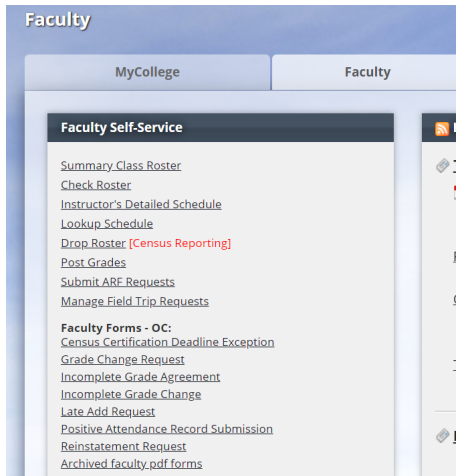 Faculty
MyCollege
Faculty
Faculty Self-Service
Summary Class Roster
Check Roster
Instructor's Detailed Schedule
Lookup Schedule
Drop Roster [Census Reporting]
Post Grades
Submit ARF Requests
Manage Field Trip Requests
Faculty Forms - OC:
Census Certification Deadline Exception
Grade Change Request
Incomplete Grade Agreement
Incomplete Grade Change
Late Add Request
Positive Attendance Record Submission
Reinstatement Request
Archived faculty pdf forms